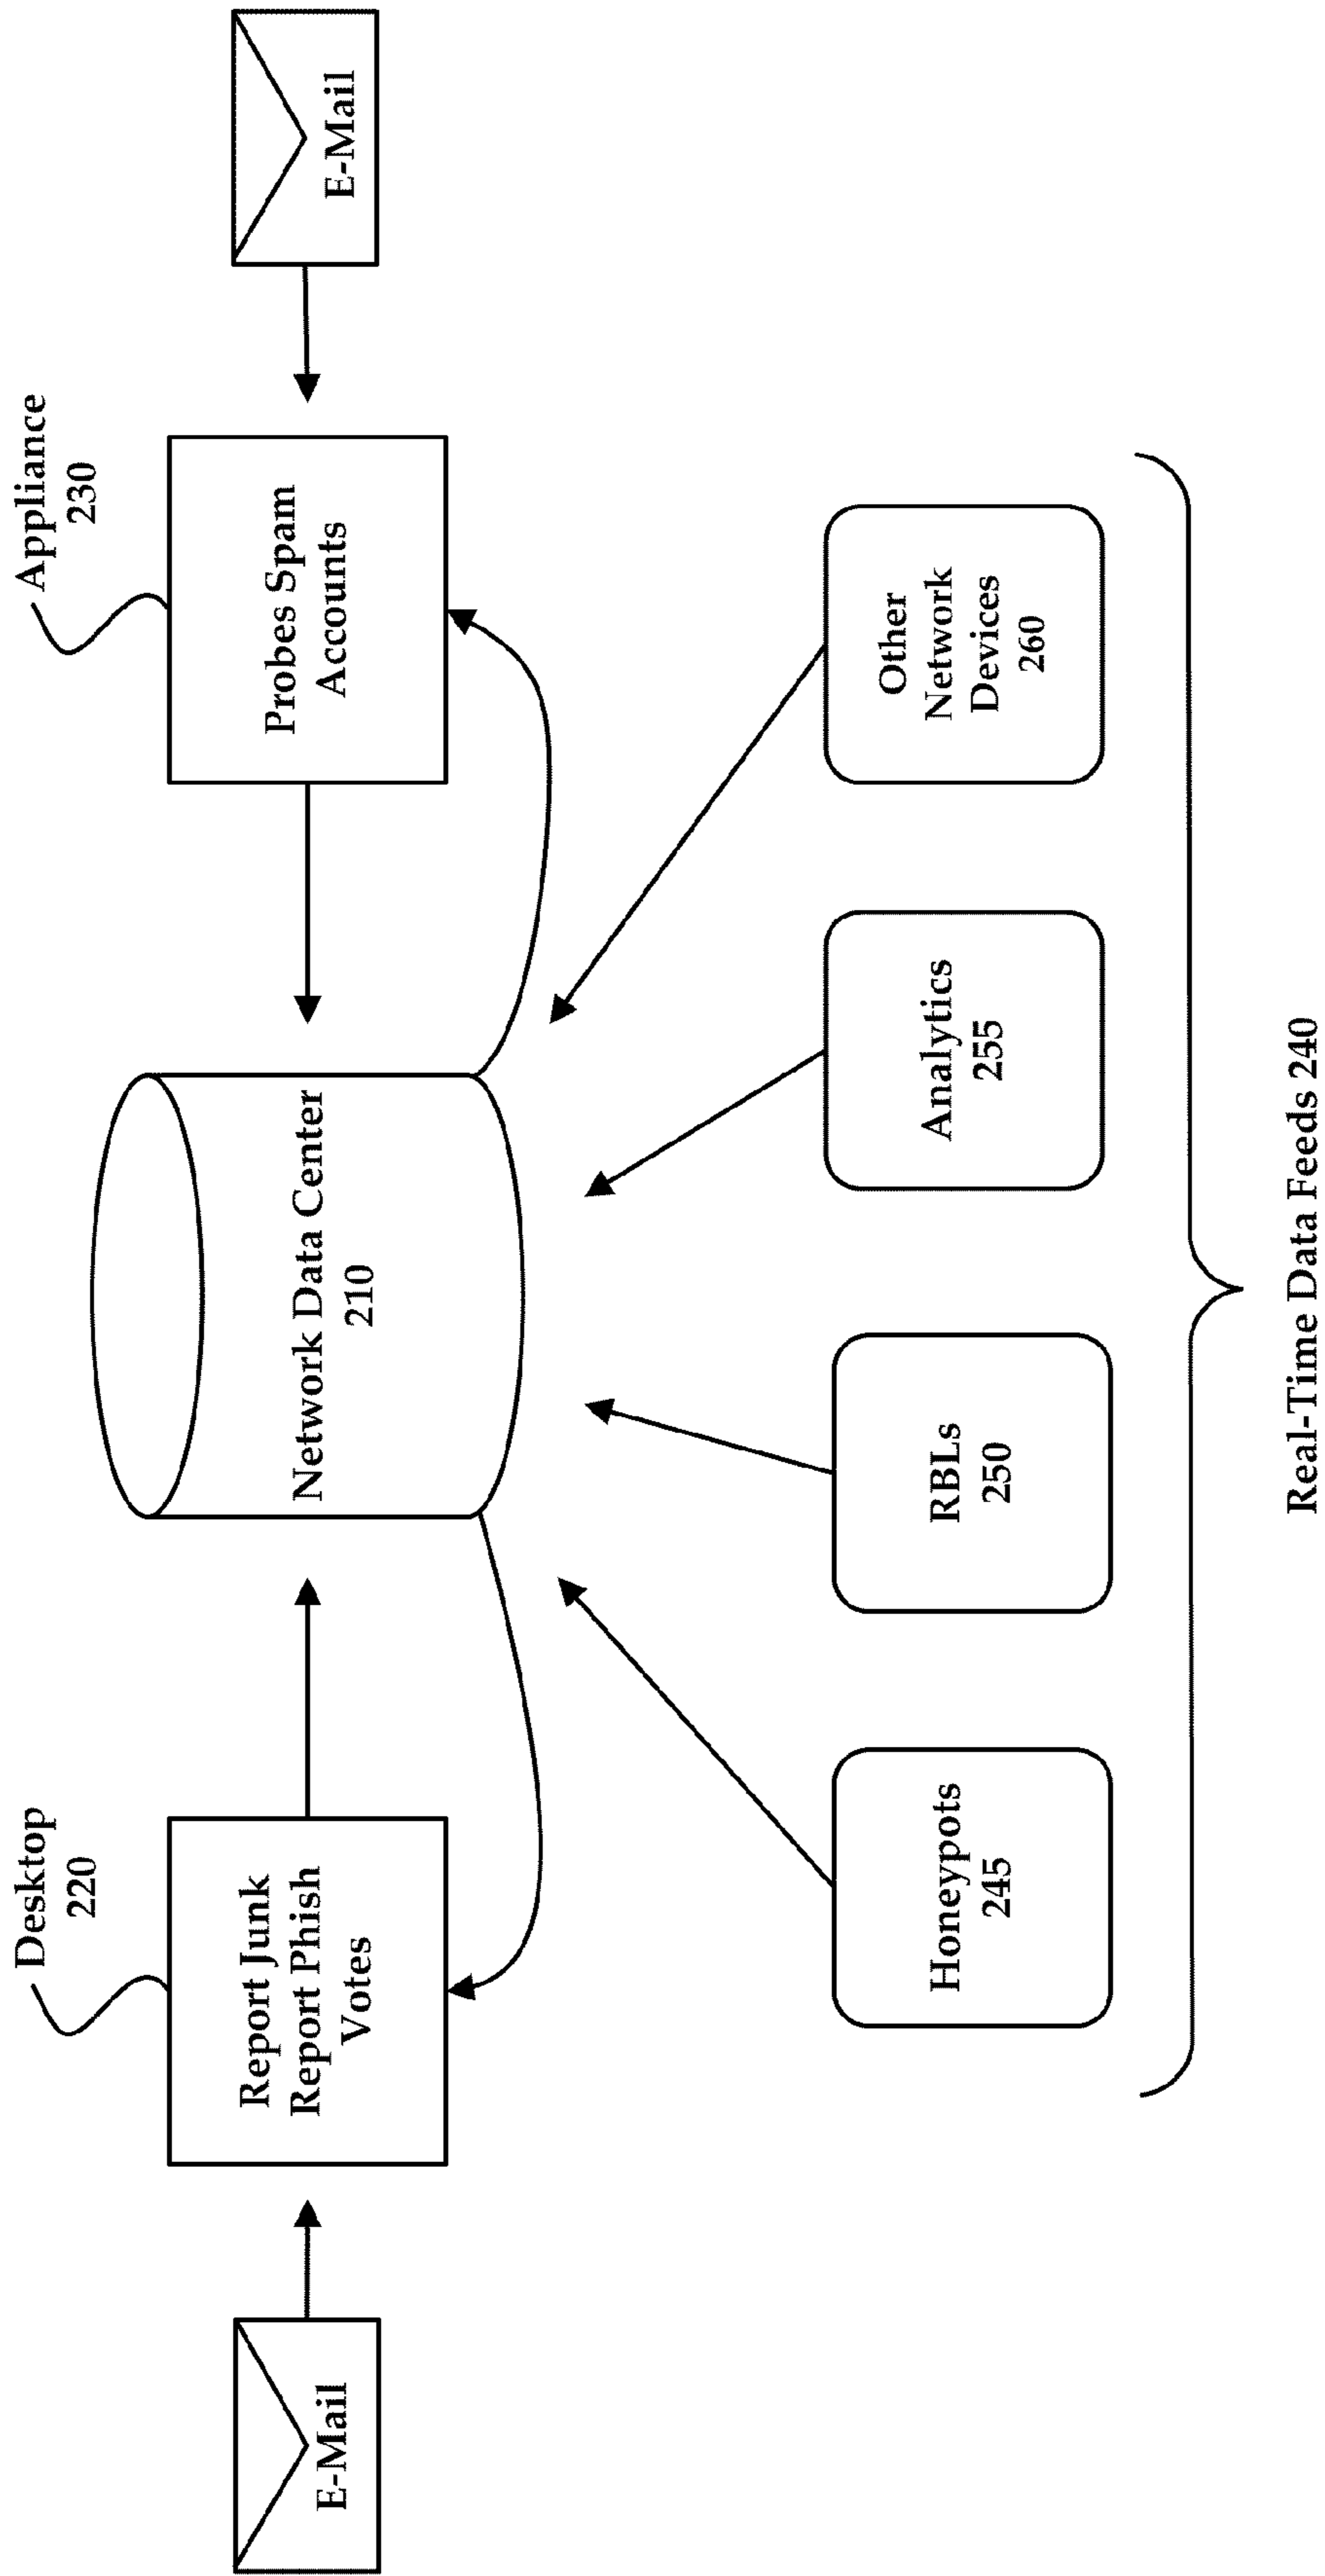 Desktop
220
Appliance
230
E-Mail
Report Junk
Report Phish
Votes
Network Data Center
210
Probes Spam
Accounts
E-Mail
Honeypots
245
RBLs
250
Analytics
255
Other
Network
Devices
260
Real-Time Data Feeds 240